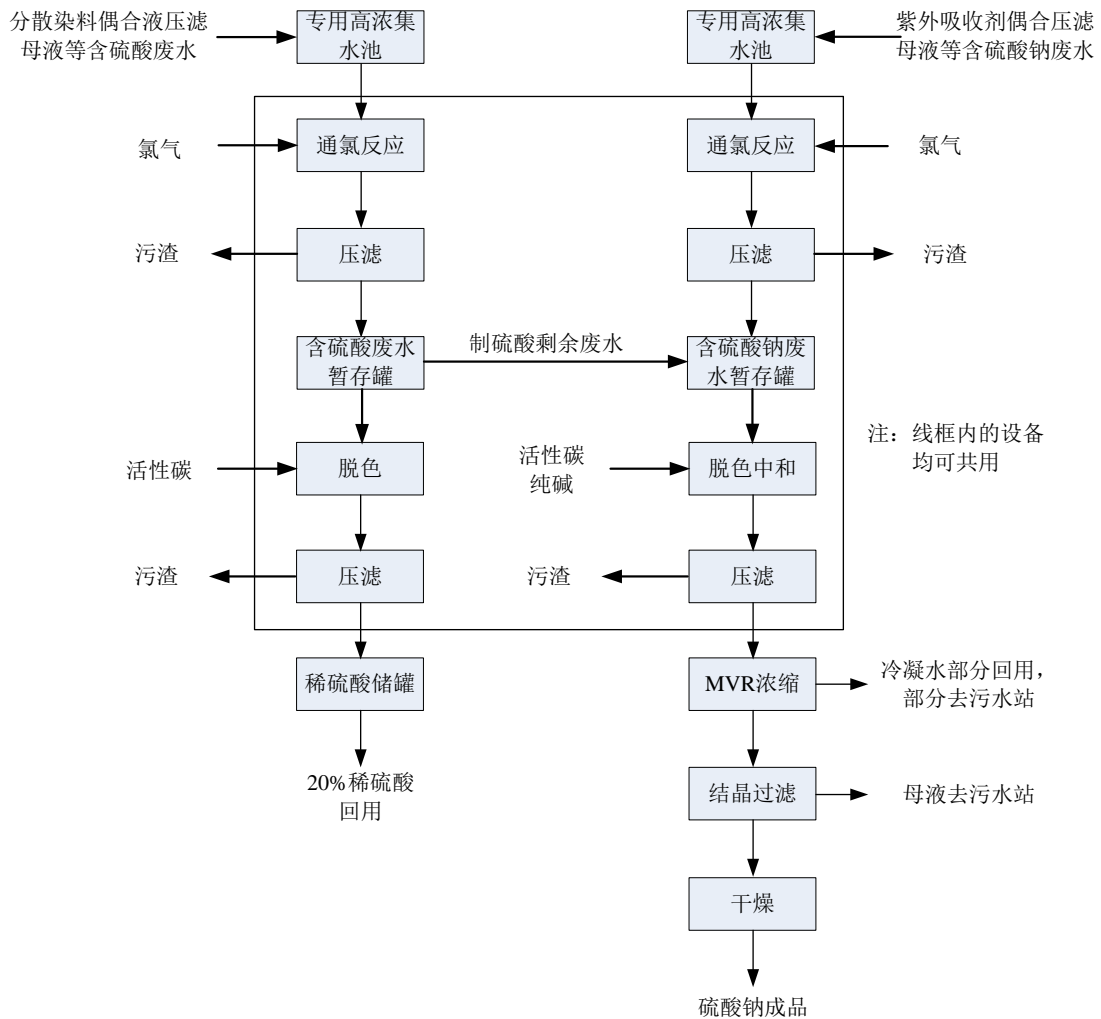 分散染料偶合液压滤
母液等含硫酸废水
专用高浓集
水池
专用高浓集
水池
紫外吸收剂偶合压滤
母液等含硫酸钠废水
氯气
通氯反应
通氯反应
氯气
污渣
压滤
压滤
污渣
含硫酸废水
暂存罐
制硫酸剩余废水
含硫酸钠废
水暂存罐
注：线框内的设备
均可共用
活性碳
脱色
活性碳
纯碱
脱色中和
污渣
压滤
污渣
压滤
稀硫酸储罐
MVR浓缩
冷凝水部分回用，
部分去污水站
20%稀硫酸
回用
结晶过滤
母液去污水站
干燥
硫酸钠成品